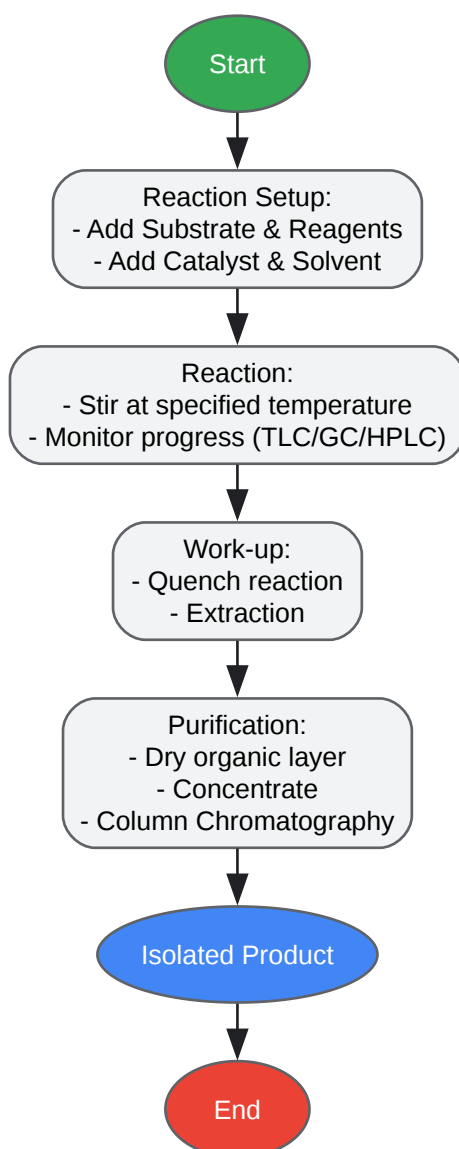 Start
Reaction Setup:
- Add Substrate & Reagents
- Add Catalyst & Solvent
Reaction:
- Stir at specified temperature
- Monitor progress (TLC/GC/HPLC)
Work-up:
- Quench reaction
- Extraction
Purification:
- Dry organic layer
- Concentrate
- Column Chromatography
Isolated Product
End